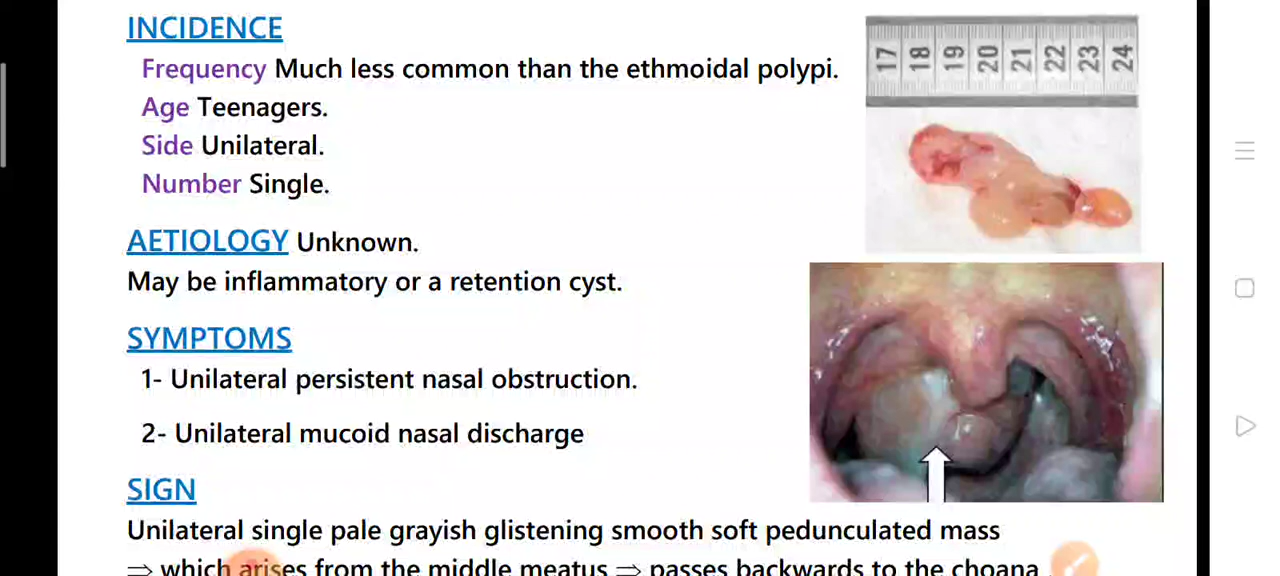 INCIDENCE
Frequency Much less common than the ethmoidal polypi.
Age Teenagers.
Side Unilateral.
Number Single.
AETIOLOGY Unknown.
May be inflammatory or a retention cyst.
SYMPTOMS
1- Unilateral persistent nasal obstruction.
2- Unilateral mucoid nasal discharge
SIGN
Unilateral single pale grayish glistening smooth soft pedunculated mass
⇒ which arises from the middle meatus ⇒ passes backwards to the choana
17 18 19 20 21 22 23 24